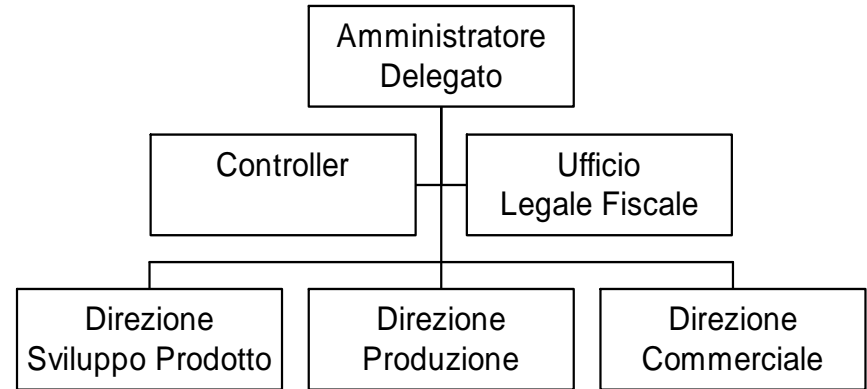 Amministratore
Delegato
Controller
Ufficio
Legale Fiscale
Direzione
Sviluppo Prodotto
Direzione
Produzione
Direzione
Commerciale